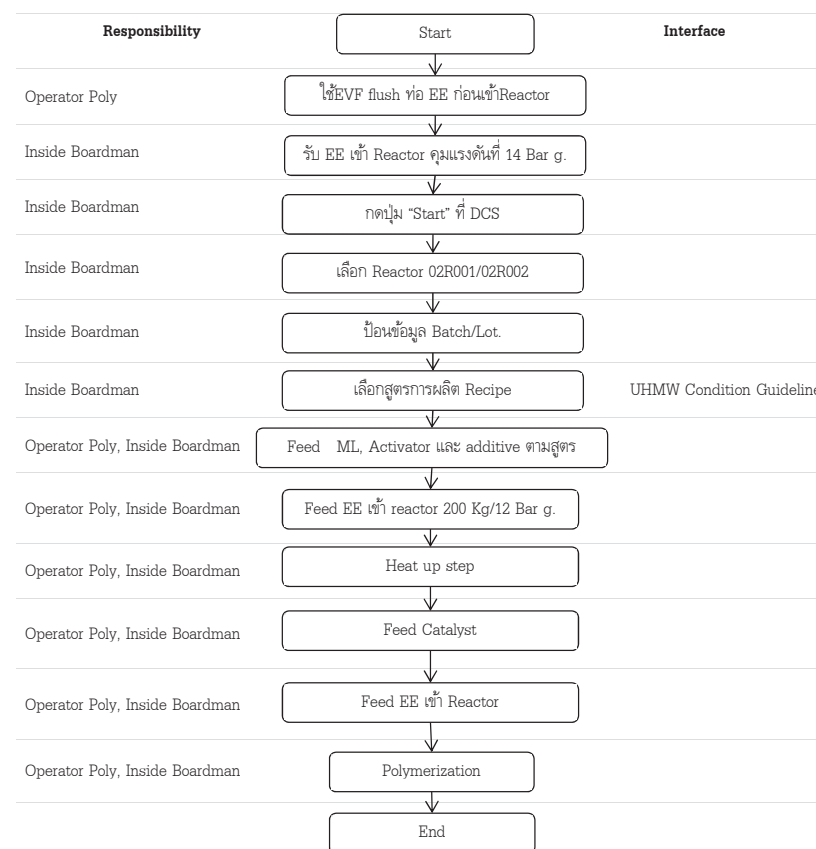 Responsibility
Start
Interface
Operator Poly
ใช้EVF flush ท่อ EE ก่อนเข้าReactor
Inside Boardman
รับ EE เข้า Reactor คุมแรงดันที่ 14 Bar g.
Inside Boardman
กดปุ่ม “Start” ที่ DCS
Inside Boardman
เลือก Reactor 02R001/02R002
Inside Boardman
ป้อนข้อมูล Batch/Lot.
Inside Boardman
เลือกสูตรการผลิต Recipe
UHMW Condition Guideline
Operator Poly, Inside Boardman
Feed ML, Activator และ additive ตามสูตร
Operator Poly, Inside Boardman
Feed EE เข้า reactor 200 Kg/12 Bar g.
Operator Poly, Inside Boardman
Heat up step
Operator Poly, Inside Boardman
Feed Catalyst
Operator Poly, Inside Boardman
Feed EE เข้า Reactor
Operator Poly, Inside Boardman
Polymerization
End